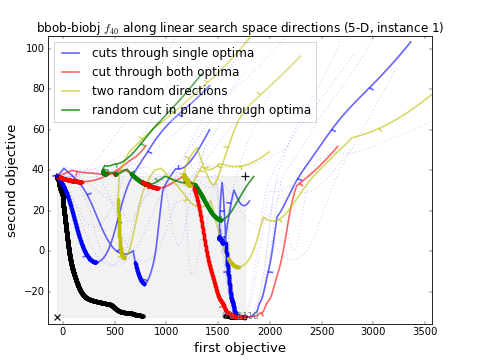 bbob-biobj f40 along linear search space directions (5-D, instance 1)
cuts through single optima
cut through both optima
two random directions
random cut in plane through optima
second objective
100
80
60
40
20
0
−20
0 500 1000 1500 2000 2500 3000 3500
first objective